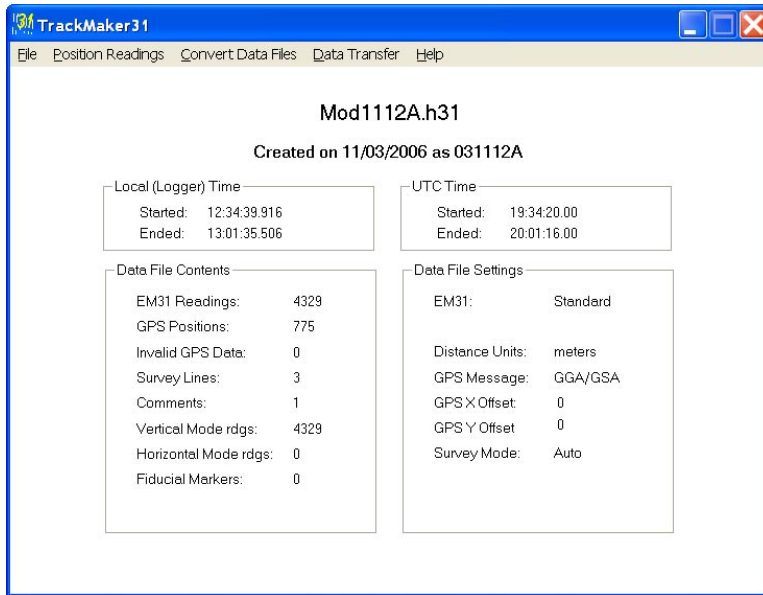 TrackMaker31
File Position Readings Convert Data Files Data Transfer Help
Mod1112A.h31
Created on 11/03/2006 as 031112A
Local (Logger) Time
Started: 12:34:39.916
Ended: 13:01:35.506
UTC Time
Started: 19:34:20.00
Ended: 20:01:16.00
Data File Contents
EM31 Readings: 4329
GPS Positions: 775
Invalid GPS Data: 0
Survey Lines: 3
Comments: 1
Vertical Mode rdgs: 4329
Horizontal Mode rdgs: 0
Fiducial Markers: 0
Data File Settings
EM31: Standard
Distance Units: meters
GPS Message: GGA/GSA
GPS X Offset: 0
GPS Y Offset 0
Survey Mode: Auto